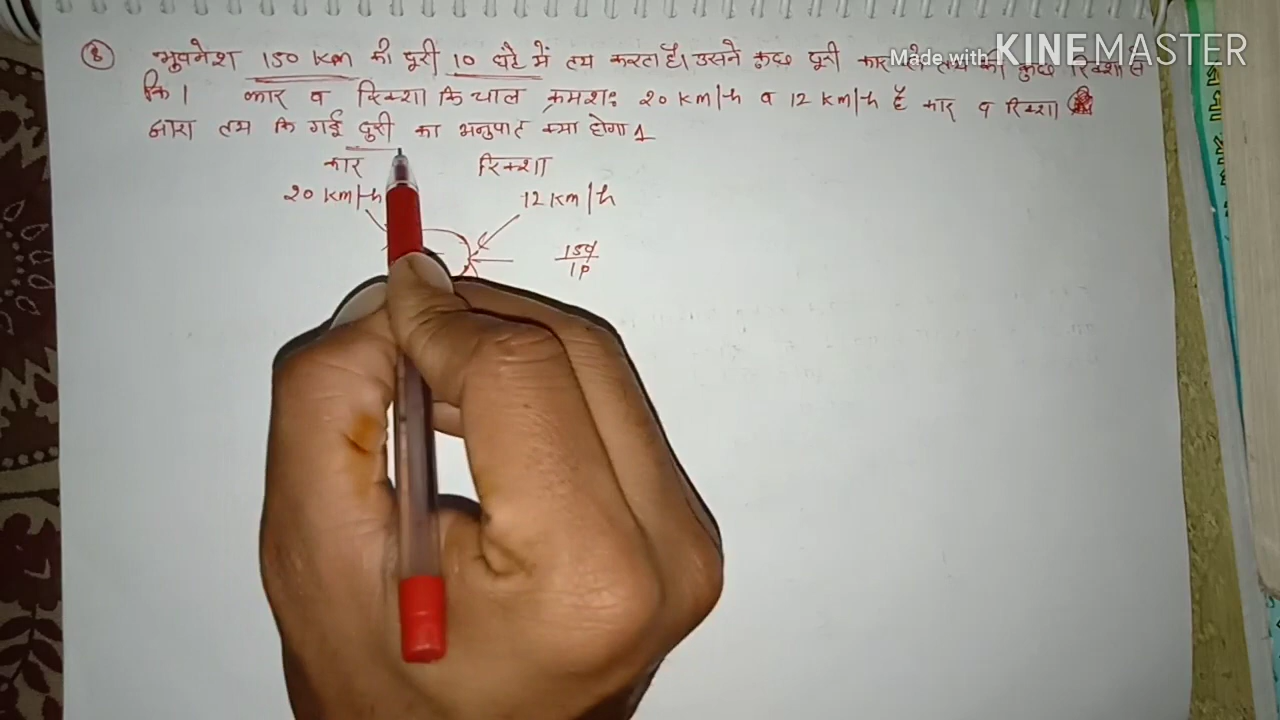 8 भुवनेश 150 km की दूरी 10 घंटे में तय करता है। उसने कुछ दूरी कार से तय की कुछ रिक्शा से
कि। कार व रिक्शा कि चाल क्रमशः 20 km/h व 12 km/h है कार व रिक्शा
द्वारा तय कि गई दूरी का अनुपात क्या होगा
कार रिक्शा
20 km/h 12 km/h
150
10
Made with KINEMASTER